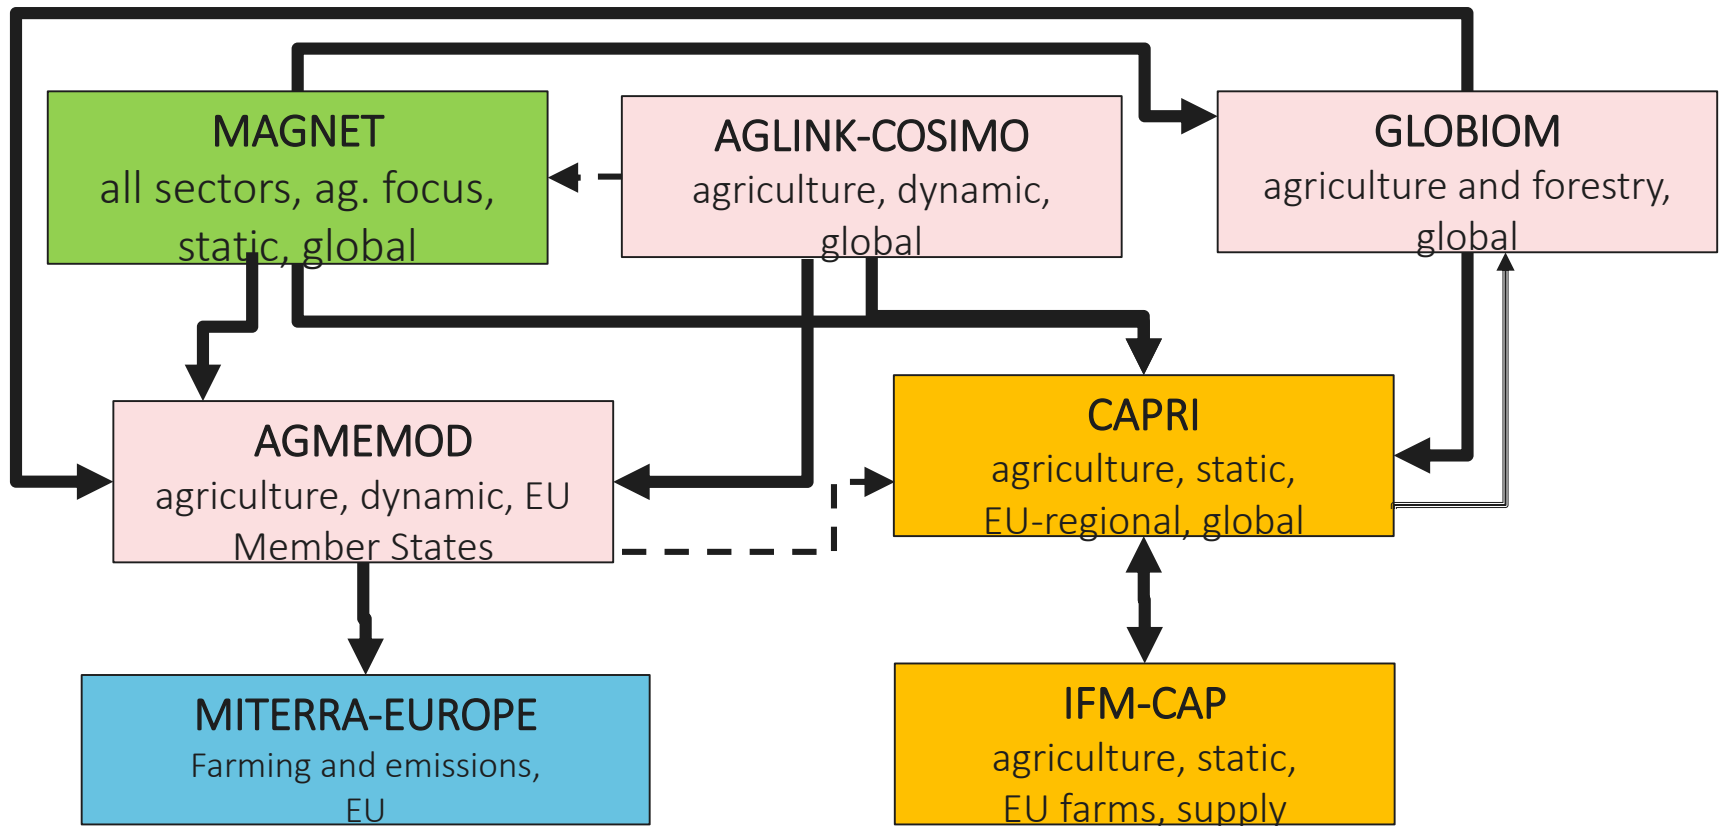 MAGNET
all sectors, ag. focus,
static, global
AGLINK-COSIMO
agriculture, dynamic,
global
GLOBIOM
agriculture and forestry,
global
AGMEMOD
agriculture, dynamic, EU
Member States
CAPRI
agriculture, static,
EU-regional, global
MITERRA-EUROPE
Farming and emissions,
EU
IFM-CAP
agriculture, static,
EU farms, supply